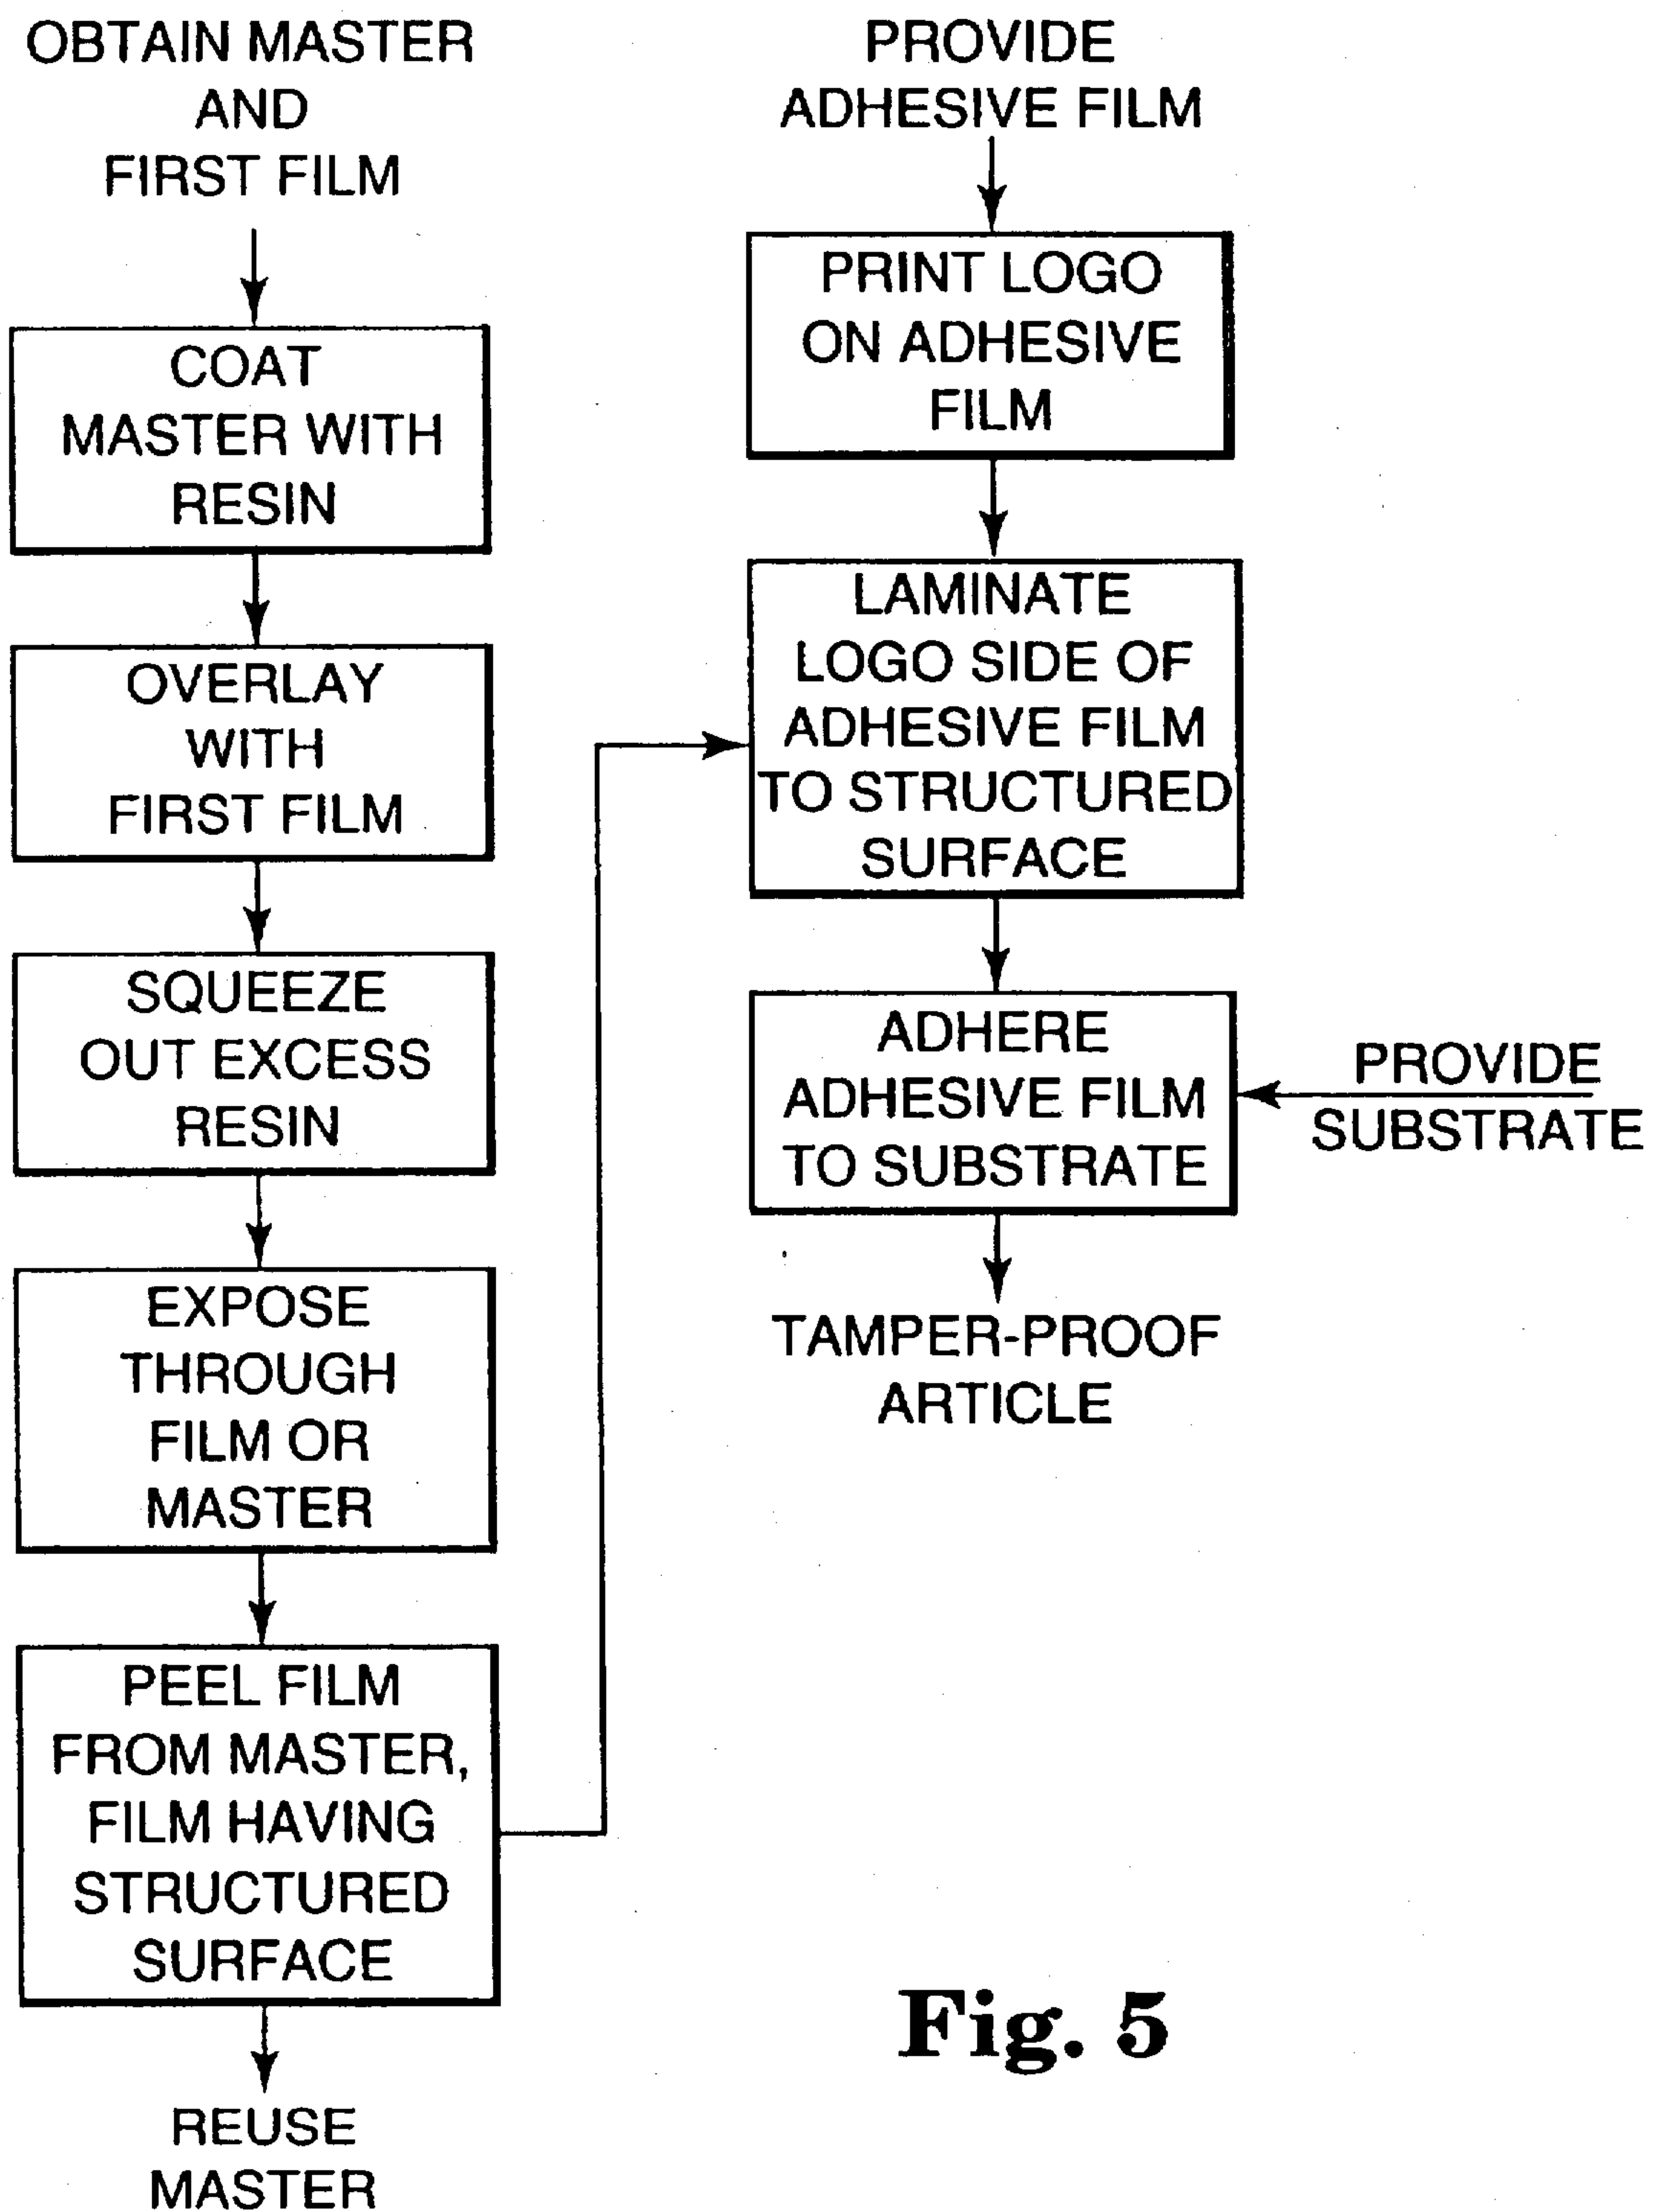 OBTAIN MASTER
AND
FIRST FILM
COAT
MASTER WITH
RESIN
OVERLAY
WITH
FIRST FILM
SQUEEZE
OUT EXCESS
RESIN
EXPOSE
THROUGH
FILM OR
MASTER
PEEL FILM
FROM MASTER,
FILM HAVING
STRUCTURED
SURFACE
REUSE
MASTER
PROVIDE
ADHESIVE FILM
PRINT LOGO
ON ADHESIVE
FILM
LAMINATE
LOGO SIDE OF
ADHESIVE FILM
TO STRUCTURED
SURFACE
ADHERE
ADHESIVE FILM
TO SUBSTRATE
PROVIDE
SUBSTRATE
TAMPER-PROOF
ARTICLE
Fig. 5